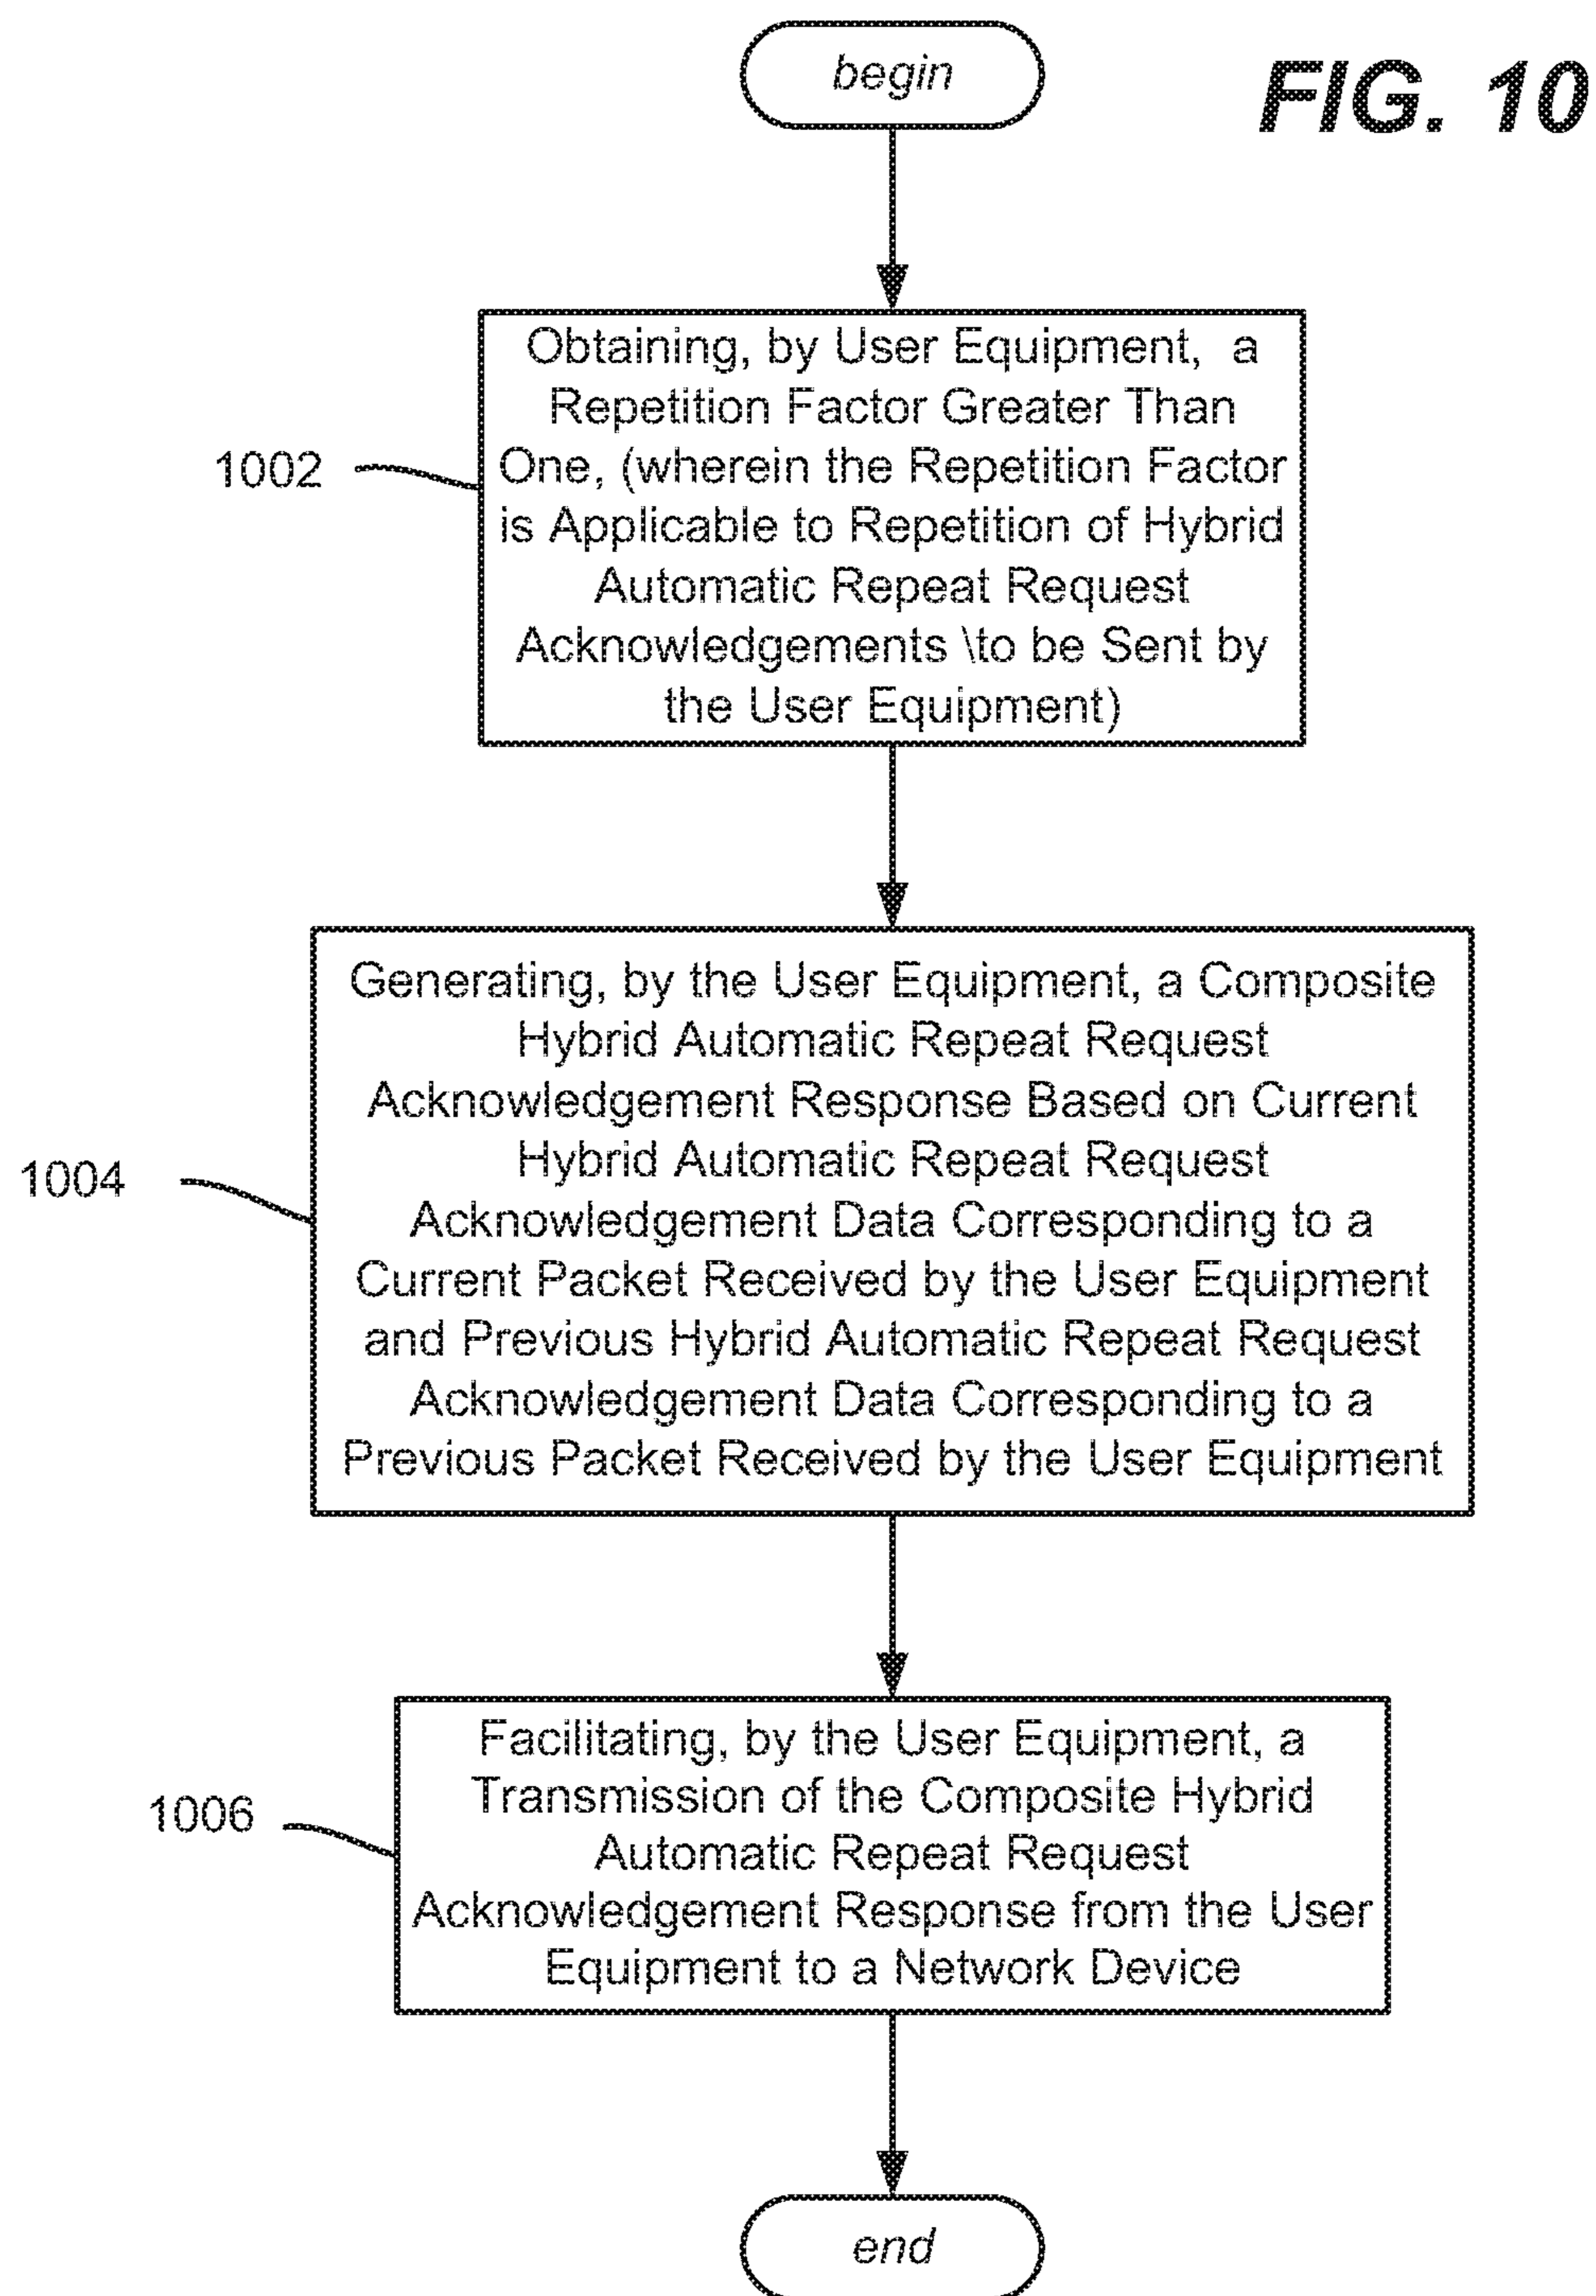 begin
FIG. 10
Obtaining, by User Equipment, a
Repetition Factor Greater Than
One, (wherein the Repetition Factor
is Applicable to Repetition of Hybrid
Automatic Repeat Request
Acknowledgements \to be Sent by
the User Equipment)
1002
Generating, by the User Equipment, a Composite
Hybrid Automatic Repeat Request
Acknowledgement Response Based on Current
Hybrid Automatic Repeat Request
Acknowledgement Data Corresponding to a
Current Packet Received by the User Equipment
and Previous Hybrid Automatic Repeat Request
Acknowledgement Data Corresponding to a
Previous Packet Received by the User Equipment
1004
Facilitating, by the User Equipment, a
Transmission of the Composite Hybrid
Automatic Repeat Request
Acknowledgement Response from the User
Equipment to a Network Device
1006
end